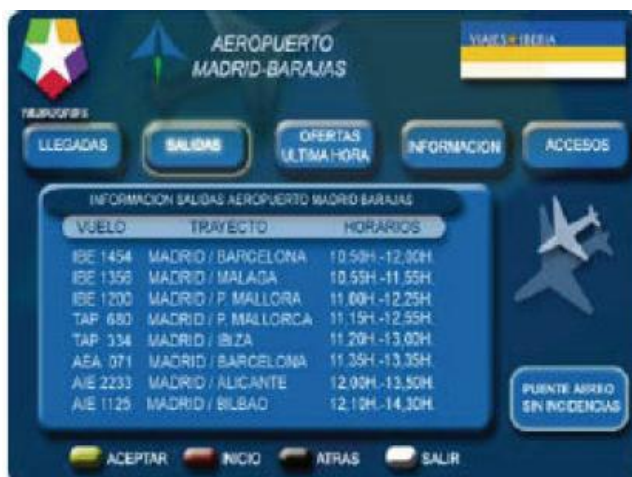 AEROPUERTO
MADRID-BARAJAS
VIAJES IBERIA
LLEGADAS
SALIDAS
OFERTAS
ULTIMA HORA
INFORMACION
ACCESOS
INFORMACION SALIDAS AEROPUERTO MADRID BARAJAS
VUELO TRAYECTO HORARIOS
IBE 1454 MADRID / BARCELONA 10.50H.-12,00H.
IBE 1356 MADRID / MALAGA 10.55H-11,55H.
IBE 1200 MADRID / P. MALLORA 11.00H-12,25H.
TAP 680 MADRID / P. MALLORCA 11.15H.-12,55H.
TAP 334 MADRID / IBIZA 11.20H-13,00H.
AEA 071 MADRID / BARCELONA 11.35H-13,35H.
AIE 2233 MADRID / ALICANTE 12,00H.-13,50H.
AIE 1125 MADRID / BILBAO 12,10H.-14,30H.
PUENTE AEREO
SIN INCIDENCIAS
ACEPTAR INICIO ATRAS SALIR